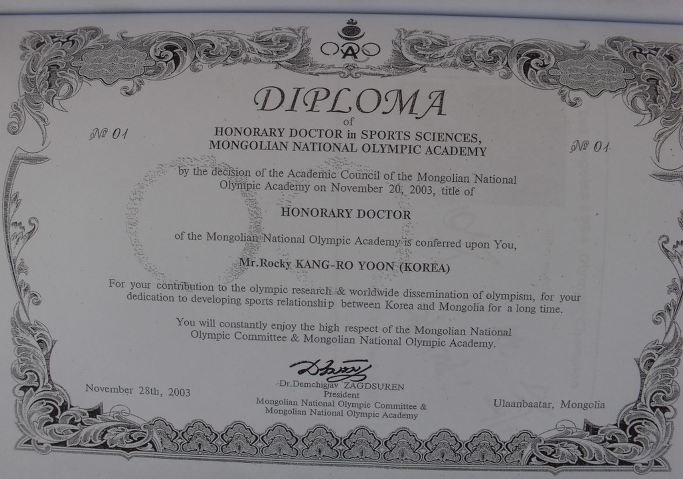 A
DIPLOMA
of
HONORARY DOCTOR in SPORTS SCIENCES,
MONGOLIAN NATIONAL OLYMPIC ACADEMY
№ 01
№ 01
by the decision of the Academic Council of the Mongolian National
Olympic Academy on November 20, 2003, title of
HONORARY DOCTOR
of the Mongolian National Olympic Academy is conferred upon You,
Mr.Rocky KANG-RO YOON (KOREA)
For your contribution to the olympic research & worldwide dissemination of olympism, for your
dedication to developing sports relationship between Korea and Mongolia for a long time.
You will constantly enjoy the high respect of the Mongolian National
Olympic Committee & Mongolian National Olympic Academy.
Dr.Demchigjav ZAGDSUREN
President
Mongolian National Olympic Committee &
Mongolian National Olympic Academy
November 28th, 2003
Ulaanbaatar, Mongolia